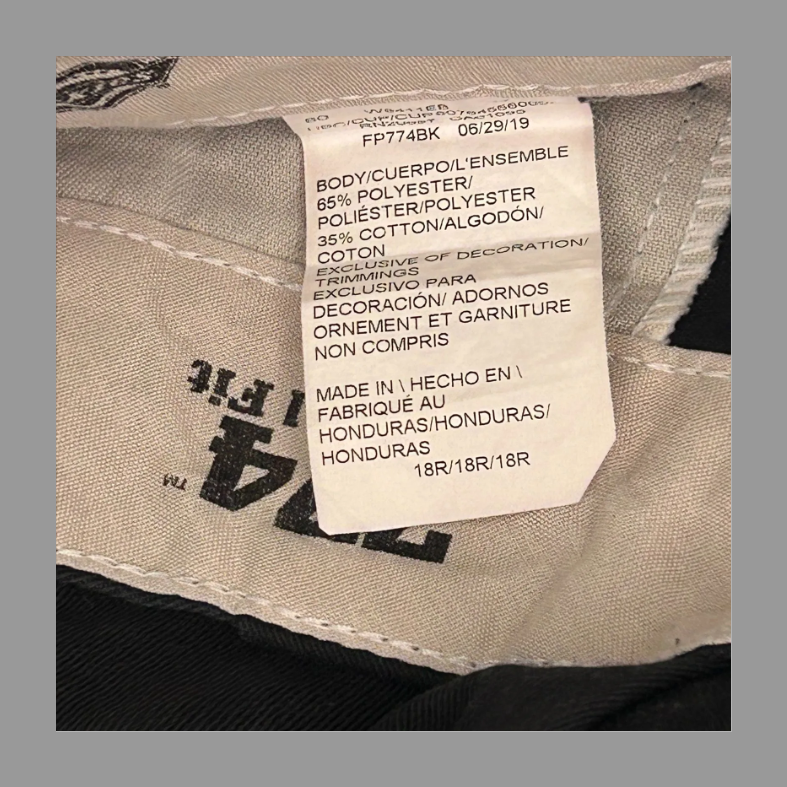 FP774BK 06/29/19
BODY/CUERPO/L'ENSEMBLE
65% POLYESTER/
POLIÉSTER/POLYESTER
35% COTTON/ALGODÓN/
COTON
EXCLUSIVE OF DECORATION/
TRIMMINGS
EXCLUSIVO PARA
DECORACIÓN/ ADORNOS
ORNEMENT ET GARNITURE
NON COMPRIS
MADE IN \ HECHO EN \
FABRIQUÉ AU
HONDURAS/HONDURAS/
HONDURAS
18R/18R/18R
Fit
™